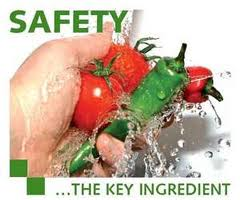 SAFETY
...THE KEY INGREDIENT